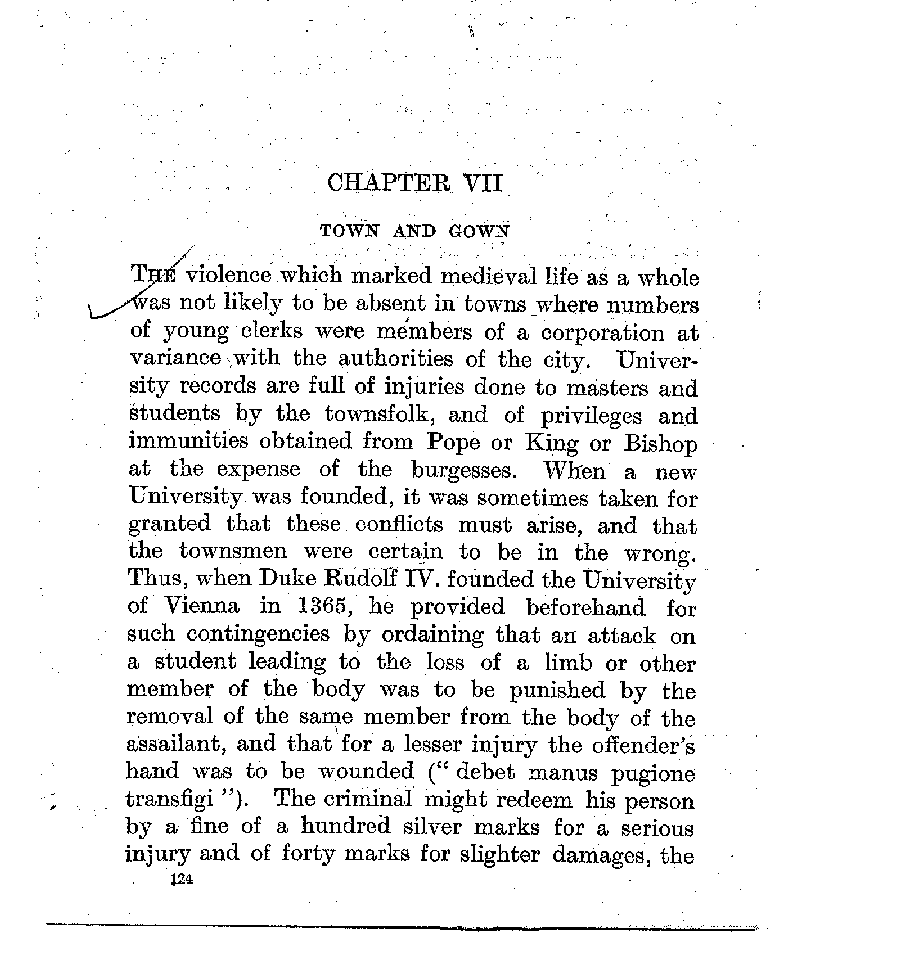 CHAPTER VII
TOWN AND GOWN
THE violence which marked medieval life as a whole
was not likely to be absent in towns where numbers
of young clerks were members of a corporation at
variance with the authorities of the city. Univer-
sity records are full of injuries done to masters and
students by the townsfolk, and of privileges and
immunities obtained from Pope or King or Bishop
at the expense of the burgesses. When a new
University was founded, it was sometimes taken for
granted that these conflicts must arise, and that
the townsmen were certain to be in the wrong.
Thus, when Duke Rudolf IV. founded the University
of Vienna in 1365, he provided beforehand for
such contingencies by ordaining that an attack on
a student leading to the loss of a limb or other
member of the body was to be punished by the
removal of the same member from the body of the
assailant, and that for a lesser injury the offender's
hand was to be wounded (“ debet manus pugione
transfigi ”). The criminal might redeem his person
by a fine of a hundred silver marks for a serious
injury and of forty marks for slighter damages, the
124